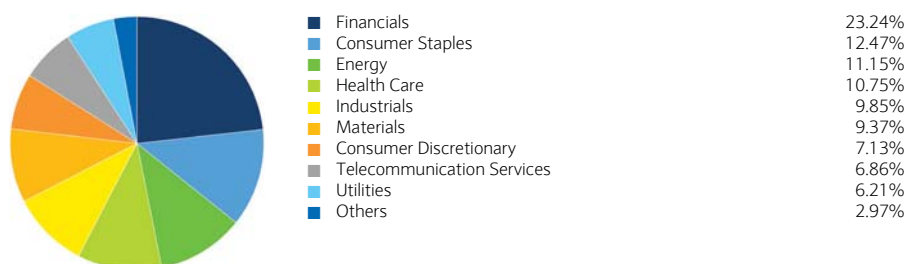 Financials 23.24%
Consumer Staples 12.47%
Energy 11.15%
Health Care 10.75%
Industrials 9.85%
Materials 9.37%
Consumer Discretionary 7.13%
Telecommunication Services 6.86%
Utilities 6.21%
Others 2.97%